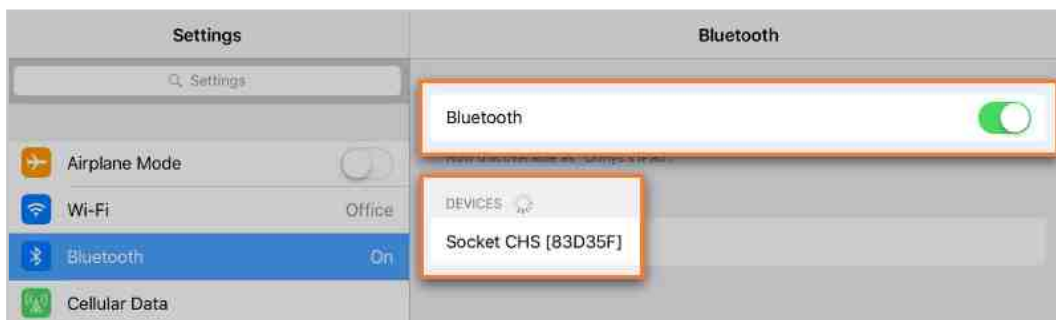 Settings
Bluetooth
Settings
Bluetooth
Airplane Mode
Wi-Fi Office
DEVICES
Socket CHS [83D35F]
Bluetooth On
Cellular Data